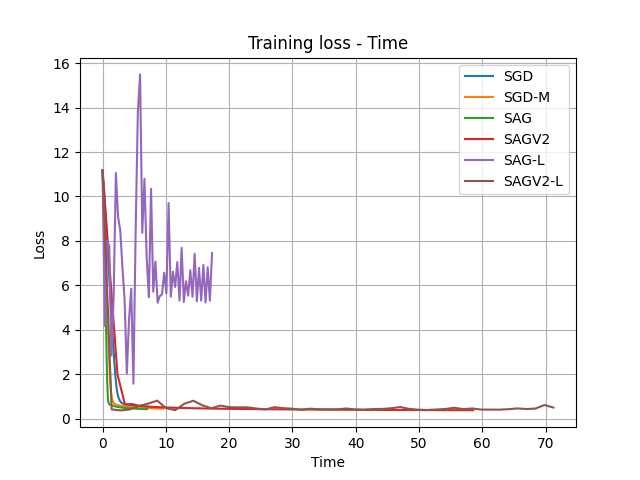 Training loss - Time
SGD
SGD-M
SAG
SAGV2
SAG-L
SAGV2-L
16
14
12
10
8
6
4
2
0
Loss
0 10 20 30 40 50 60 70
Time